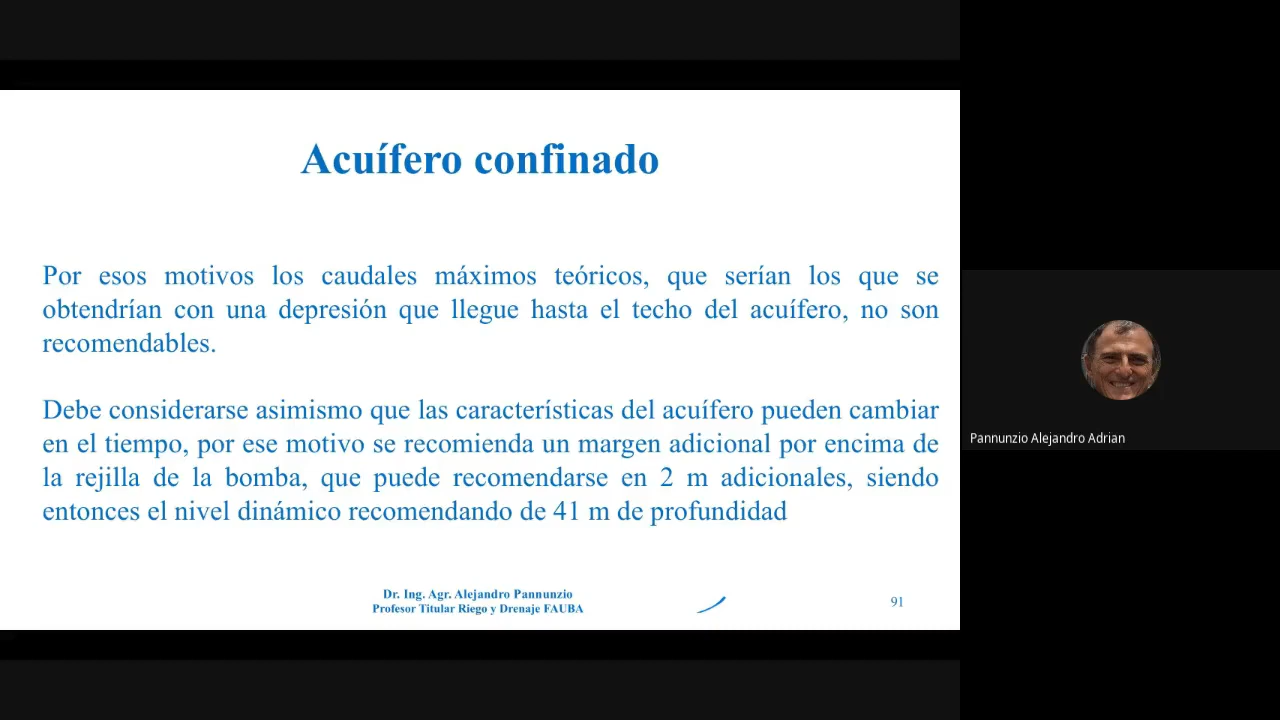 Acuífero confinado
Por esos motivos los caudales máximos teóricos, que serían los que se
obtendrían con una depresión que llegue hasta el techo del acuífero, no son
recomendables.
Debe considerarse asimismo que las características del acuífero pueden cambiar
en el tiempo, por ese motivo se recomienda un margen adicional por encima de
la rejilla de la bomba, que puede recomendarse en 2 m adicionales, siendo
entonces el nivel dinámico recomendando de 41 m de profundidad
Dr. Ing. Agr. Alejandro Pannunzio
Profesor Titular Riego y Drenaje FAUBA
91
Pannunzio Alejandro Adrian